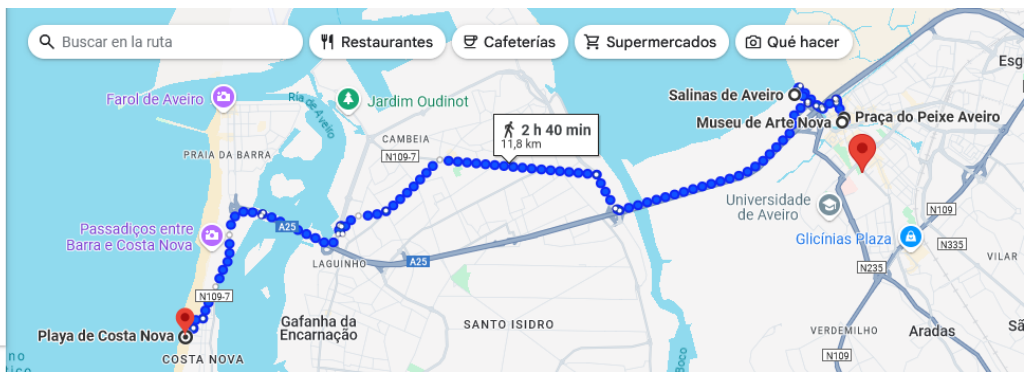 Buscar en la ruta
Restaurantes
Cafeterías
Supermercados
Qué hacer
Esg
Farol de Aveiro
Ria de Aveiro
Jardim Oudinot
Salinas de Aveiro
Museu de Arte Nova
Praça do Peixe Aveiro
2 h 40 min
11,8 km
CAMBEIA
N109-7
PRAIA DA BARRA
Universidade
de Aveiro
N109
Passadiços entre
Barra e Costa Nova
A25
Glicínias Plaza
N335
LAGUINHO
A25
N235
VILAR
N109-7
Playa de Costa Nova
Gafanha da
Encarnação
SANTO ISIDRO
VERDEMILHO
Aradas
Sã
COSTA NOVA
Boco
N109
no